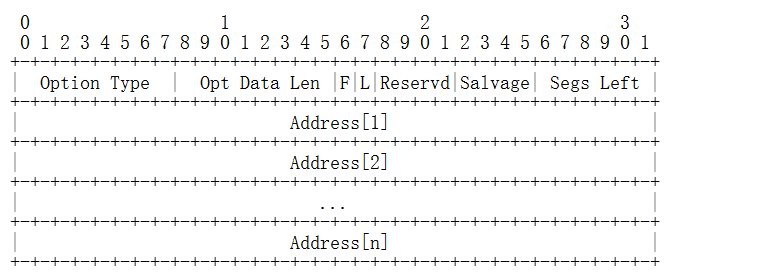 0                   1                   2                   3
 0 1 2 3 4 5 6 7 8 9 0 1 2 3 4 5 6 7 8 9 0 1 2 3 4 5 6 7 8 9 0 1
+-+-+-+-+-+-+-+-+-+-+-+-+-+-+-+-+-+-+-+-+-+-+-+-+-+-+-+-+-+-+-+-+
|  Option Type  |  Opt Data Len |F|L|Reservd|Salvage| Segs Left |
+-+-+-+-+-+-+-+-+-+-+-+-+-+-+-+-+-+-+-+-+-+-+-+-+-+-+-+-+-+-+-+-+
|                           Address[1]                          |
+-+-+-+-+-+-+-+-+-+-+-+-+-+-+-+-+-+-+-+-+-+-+-+-+-+-+-+-+-+-+-+-+
|                           Address[2]                          |
+-+-+-+-+-+-+-+-+-+-+-+-+-+-+-+-+-+-+-+-+-+-+-+-+-+-+-+-+-+-+-+-+
|                              ...                              |
+-+-+-+-+-+-+-+-+-+-+-+-+-+-+-+-+-+-+-+-+-+-+-+-+-+-+-+-+-+-+-+-+
|                           Address[n]                          |
+-+-+-+-+-+-+-+-+-+-+-+-+-+-+-+-+-+-+-+-+-+-+-+-+-+-+-+-+-+-+-+-+